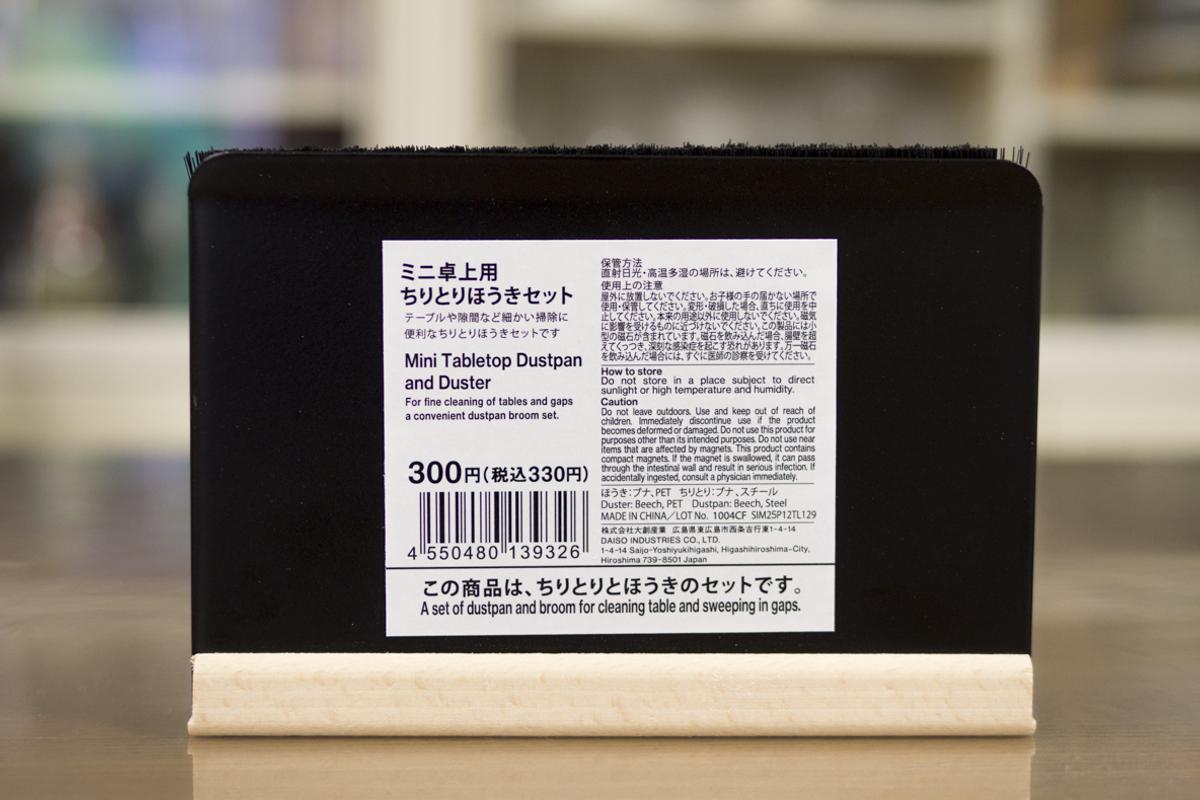 ミニ卓上用
ちりとりほうきセット
テーブルや隙間など細かい掃除に
便利なちりとりほうきセットです
Mini Tabletop Dustpan
and Duster
For fine cleaning of tables and gaps
a convenient dustpan broom set.
300円(税込330円)
4 550480 139326
保管方法
直射日光・高温多湿の場所は、避けてください。
使用上の注意
屋外に放置しないでください。お子様の手の届かない場所で
使用・保管してください。変形・破損した場合、直ちに使用を中
止してください。本来の用途以外に使用しないでください。磁気
に影響を受けるものに近づけないでください。この製品には小
型の磁石が含まれています。磁石を飲み込んだ場合、腸壁を超
えてくっつき、深刻な感染症を起こす恐れがあります。万一磁石
を飲み込んだ場合には、すぐに医師の診察を受けてください。
How to store
Do not store in a place subject to direct
sunlight or high temperature and humidity.
Caution
Do not leave outdoors. Use and keep out of reach of
children. Immediately discontinue use if the product
becomes deformed or damaged. Do not use this product for
purposes other than its intended purposes. Do not use near
items that are affected by magnets. This product contains
compact magnets. If the magnet is swallowed, it can pass
through the intestinal wall and result in serious infection. If
accidentally ingested, consult a physician immediately.
ほうき:ブナ、PET ちりとり:ブナ、スチール
Duster: Beech, PET Dustpan: Beech, Steel
MADE IN CHINA/LOT No. 1004CF SIM25P12TL129
株式会社大創産業 広島県東広島市西条吉行東1-4-14
DAISO INDUSTRIES CO., LTD.
1-4-14 Saijo-Yoshiyukihigashi, Higashihiroshima-City,
Hiroshima 739-8501 Japan
この商品は、ちりとりとほうきのセットです。
A set of dustpan and broom for cleaning table and sweeping in gaps.